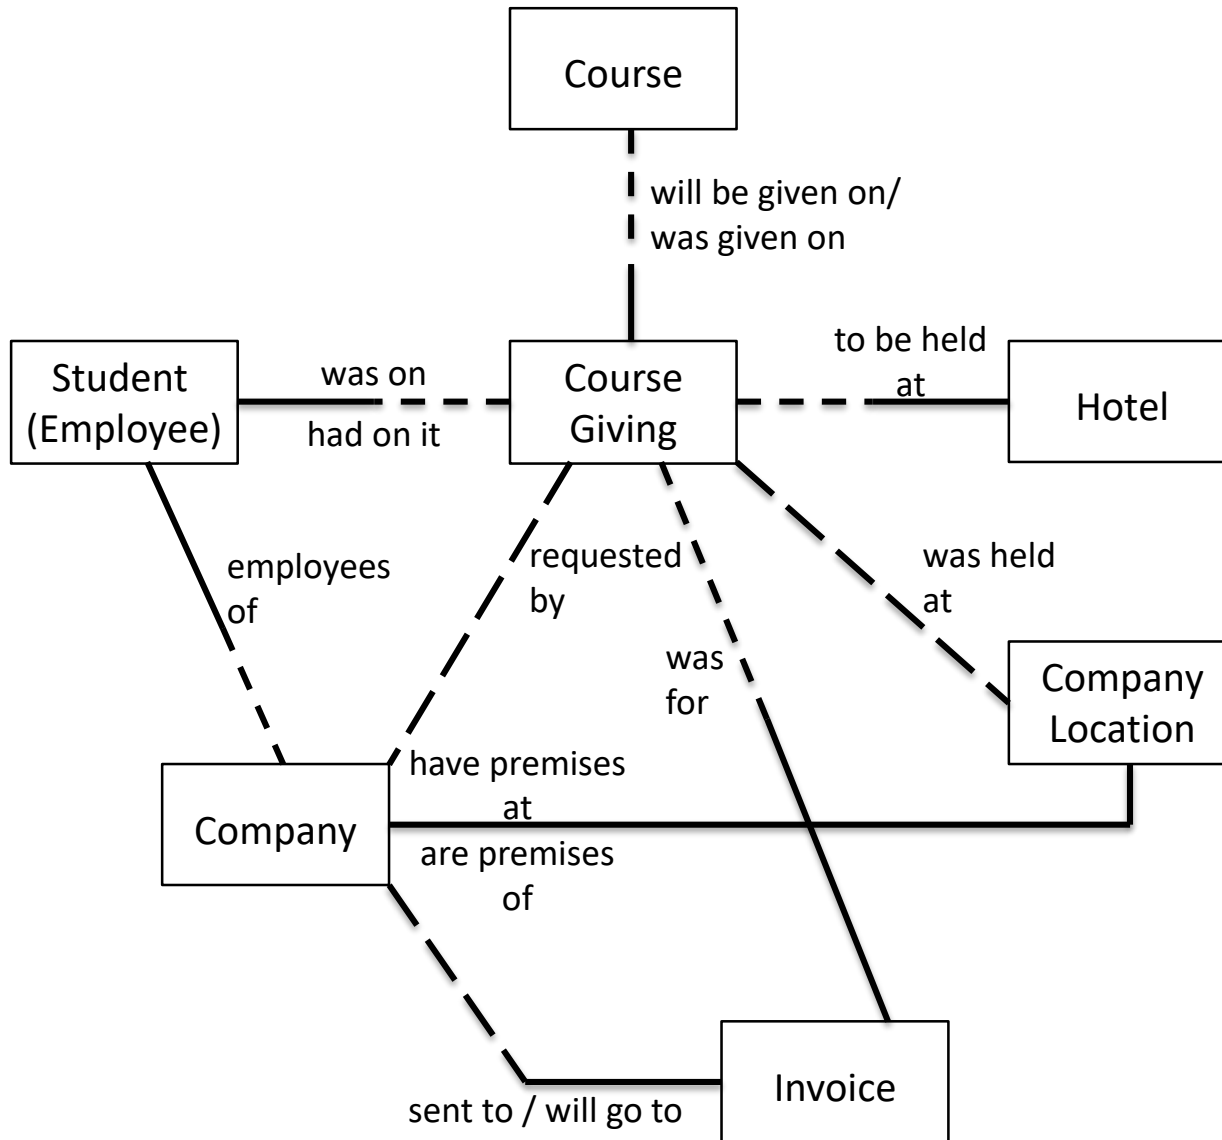 Course
will be given on/
was given on
Student
(Employee)
was on
had on it
Course
Giving
to be held
at
Hotel
employees
of
requested
by
was held
at
was
for
Company
Location
have premises
at
Company
are premises
of
Invoice
sent to / will go to